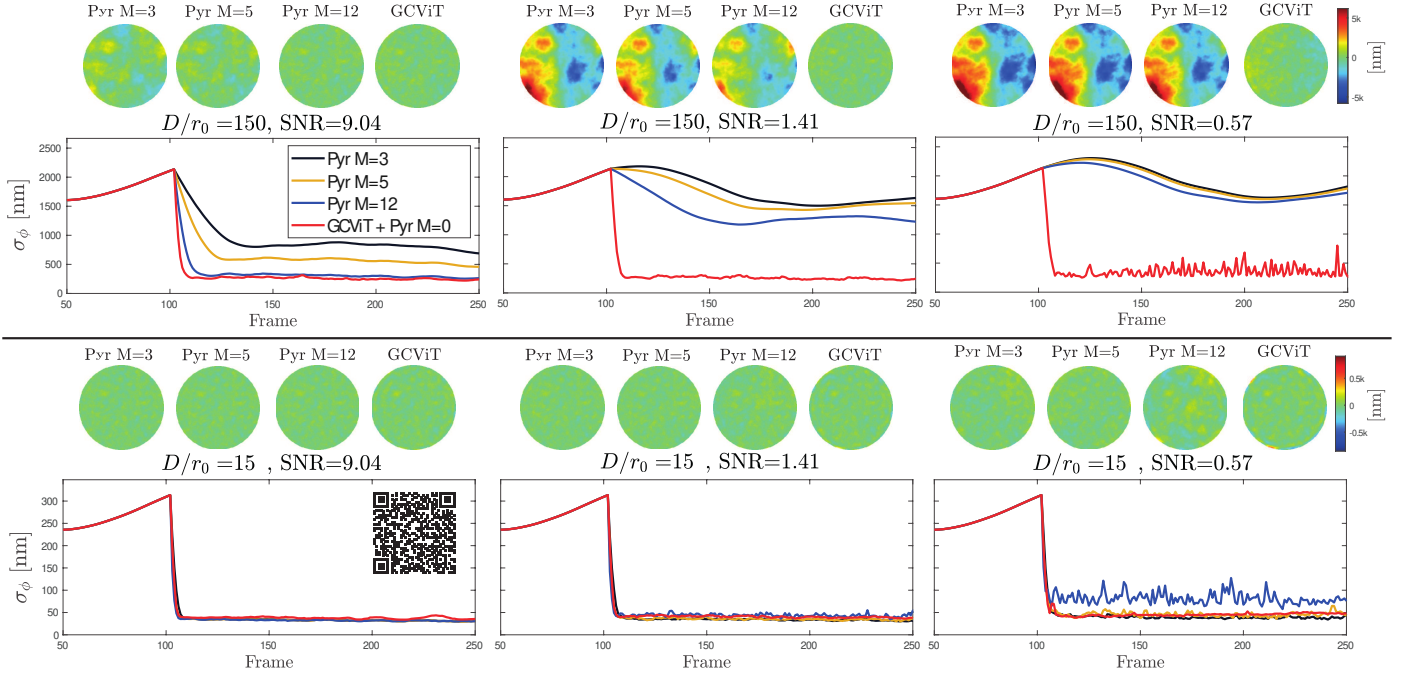 Pyr M=3 Pyr M=5 Pyr M=12 GCViT Pyr M=3 Pyr M=5 Pyr M=12 GCViT Pyr M=3 Pyr M=5 Pyr M=12 GCViT
5k
0
-5k
[nm]
D/r₀ =150, SNR=9.04 D/r₀ =150, SNR=1.41 D/r₀ =150, SNR=0.57
2500
2000
1500
1000
500
0
σ_ϕ [nm]
Pyr M=3
Pyr M=5
Pyr M=12
GCViT + Pyr M=0
50 100 150 200 250 50 100 150 200 250 50 100 150 200 250
Frame Frame Frame
Pyr M=3 Pyr M=5 Pyr M=12 GCViT Pyr M=3 Pyr M=5 Pyr M=12 GCViT Pyr M=3 Pyr M=5 Pyr M=12 GCViT
0.5k
0
-0.5k
[nm]
D/r₀ =15 , SNR=9.04 D/r₀ =15 , SNR=1.41 D/r₀ =15 , SNR=0.57
300
250
200
150
100
50
0
σ_ϕ [nm]
50 100 150 200 250 50 100 150 200 250 50 100 150 200 250
Frame Frame Frame